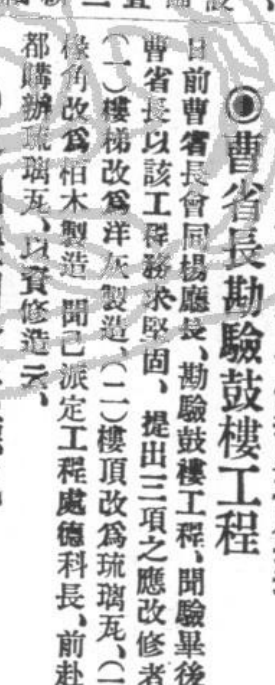 ◉曹省長勘驗鼓樓工程
日前曹省長會同楊廳長、勘驗鼓樓工程、聞驗畢後
曹省長以該工程務求堅固、提出三項之應改修者
(一)樓梯改爲洋灰製造、(二)樓頂改爲琉璃瓦、(
椽角改爲柏木製造、聞已派定工程處德科長、前赴
都購辦琉璃瓦、以資修造云、